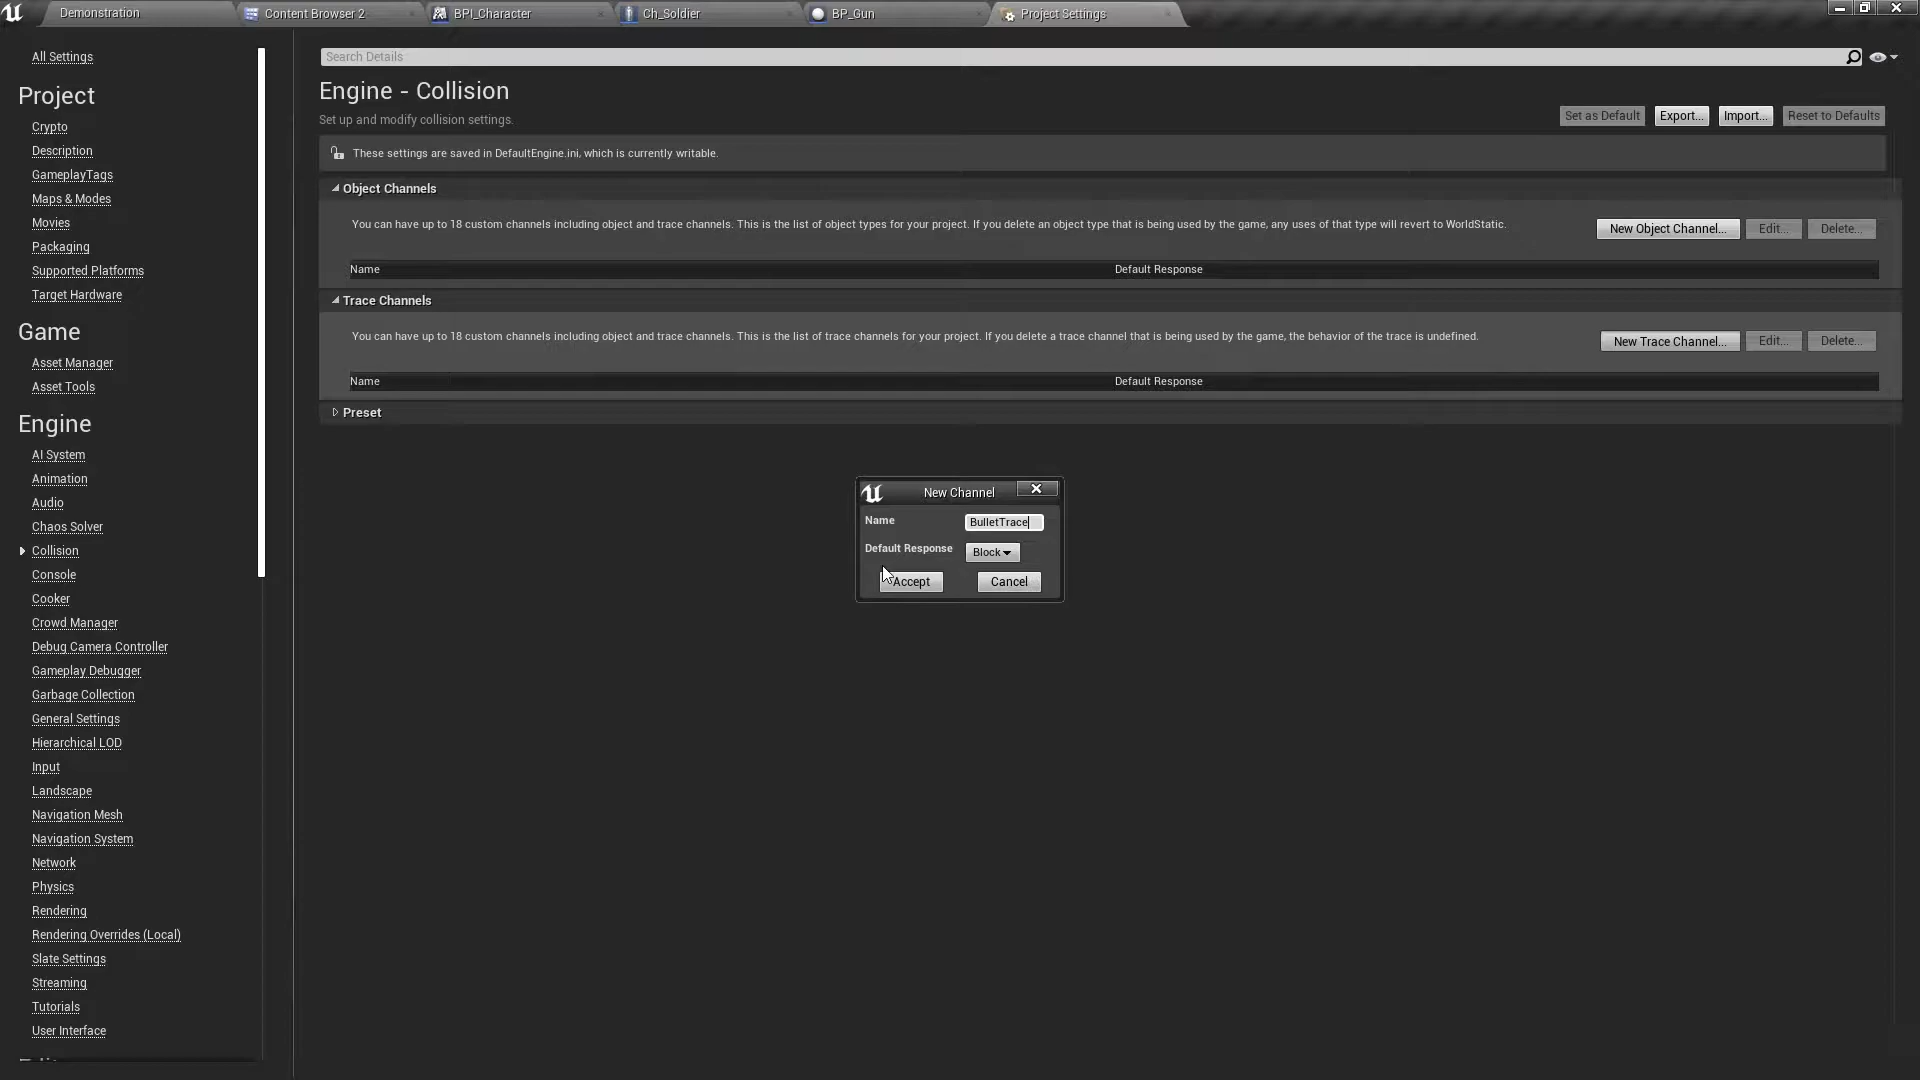 Demonstration
Content Browser 2
BPI_Character
Ch_Soldier
BP_Gun
Project Settings
All Settings
Project
Crypto
Description
GameplayTags
Maps & Modes
Movies
Packaging
Supported Platforms
Target Hardware
Game
Asset Manager
Asset Tools
Engine
AI System
Animation
Audio
Chaos Solver
Collision
Console
Cooker
Crowd Manager
Debug Camera Controller
Gameplay Debugger
Garbage Collection
General Settings
Hierarchical LOD
Input
Landscape
Navigation Mesh
Navigation System
Network
Physics
Rendering
Rendering Overrides (Local)
Slate Settings
Streaming
Tutorials
User Interface
Search Details
Engine - Collision
Set up and modify collision settings.
Set as Default Export... Import... Reset to Defaults
These settings are saved in DefaultEngine.ini, which is currently writable.
Object Channels
You can have up to 18 custom channels including object and trace channels. This is the list of object types for your project. If you delete an object type that is being used by the game, any uses of that type will revert to WorldStatic.
New Object Channel... Edit... Delete...
Name Default Response
Trace Channels
You can have up to 18 custom channels including object and trace channels. This is the list of trace channels for your project. If you delete a trace channel that is being used by the game, the behavior of the trace is undefined.
New Trace Channel... Edit... Delete...
Name Default Response
Preset
New Channel
Name BulletTrace
Default Response Block
Accept Cancel